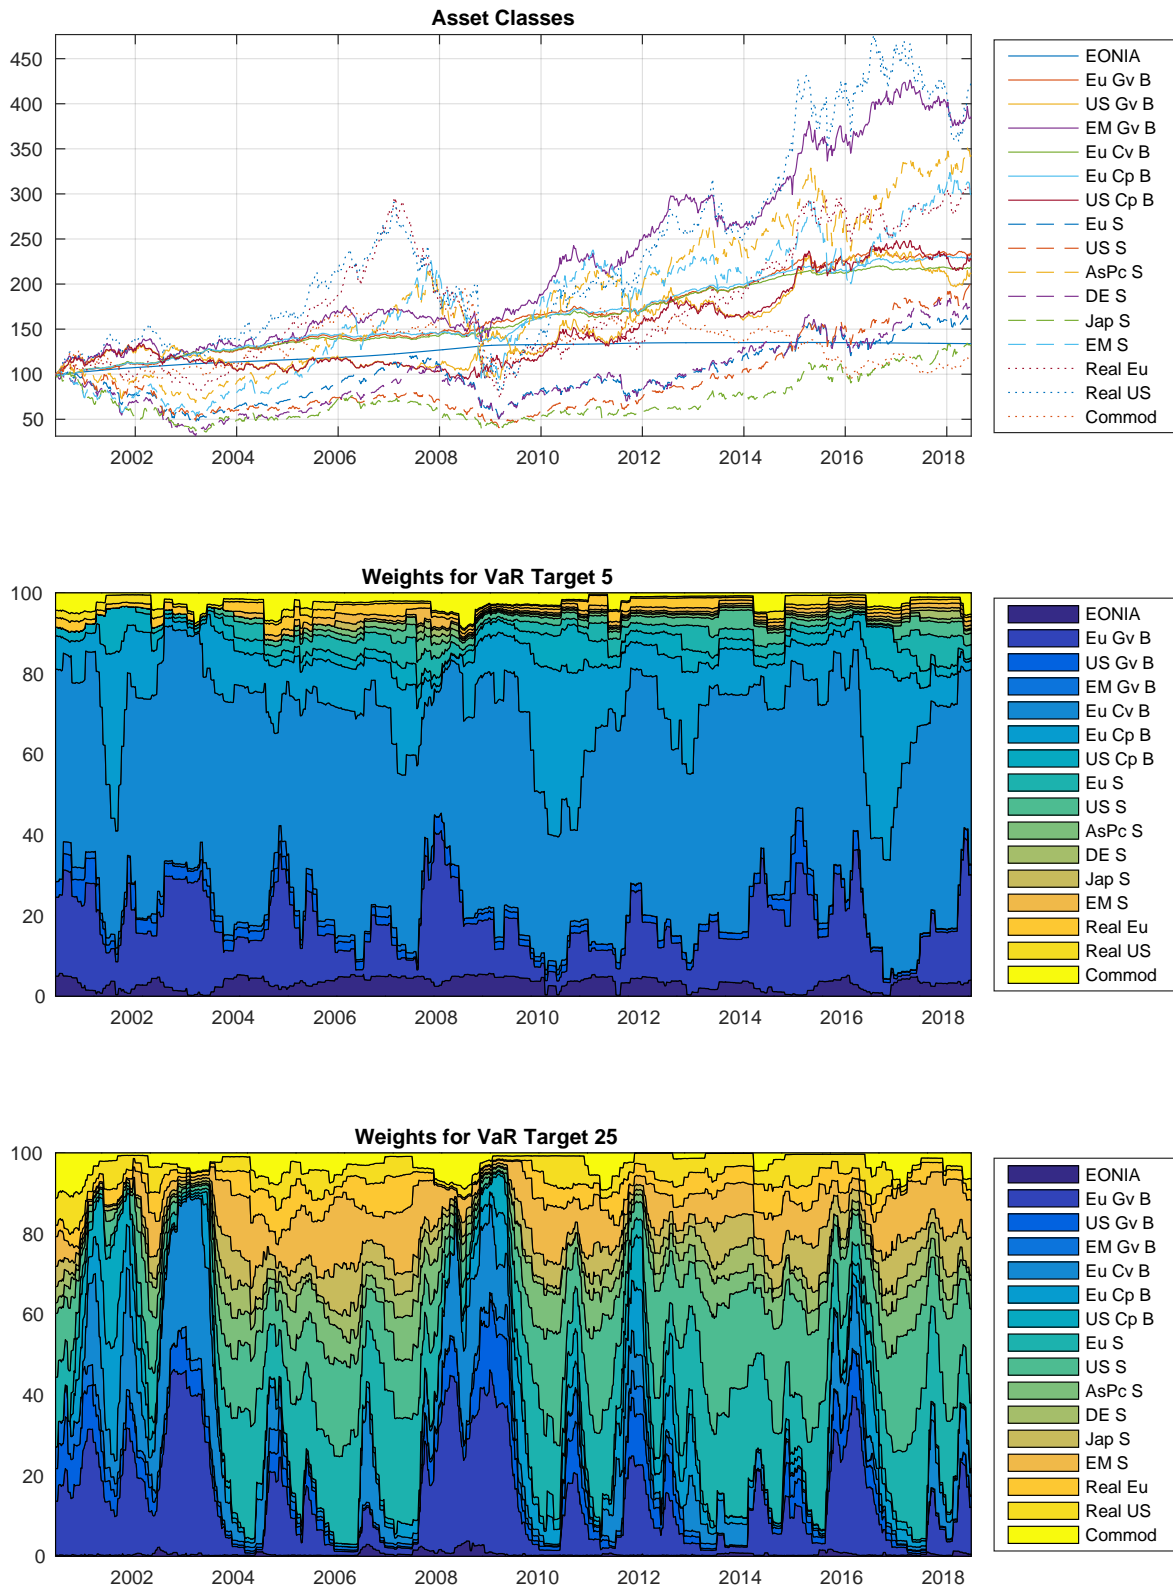 Asset Classes
450
400
350
300
250
200
150
100
50
2002 2004 2006 2008 2010 2012 2014 2016 2018
EONIA
Eu Gv B
US Gv B
EM Gv B
Eu Cv B
Eu Cp B
US Cp B
Eu S
US S
AsPc S
DE S
Jap S
EM S
Real Eu
Real US
Commod
Weights for VaR Target 5
100
80
60
40
20
0
2002 2004 2006 2008 2010 2012 2014 2016 2018
EONIA
Eu Gv B
US Gv B
EM Gv B
Eu Cv B
Eu Cp B
US Cp B
Eu S
US S
AsPc S
DE S
Jap S
EM S
Real Eu
Real US
Commod
Weights for VaR Target 25
100
80
60
40
20
0
2002 2004 2006 2008 2010 2012 2014 2016 2018
EONIA
Eu Gv B
US Gv B
EM Gv B
Eu Cv B
Eu Cp B
US Cp B
Eu S
US S
AsPc S
DE S
Jap S
EM S
Real Eu
Real US
Commod